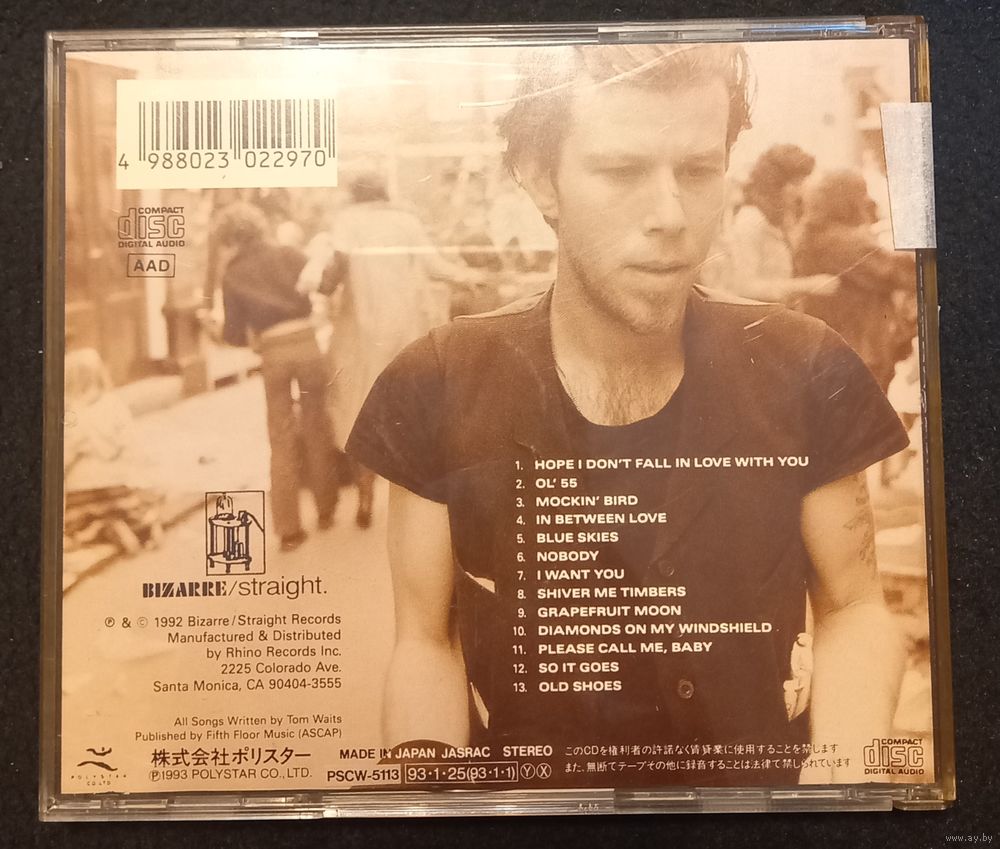 4 988023 022970
COMPACT
disc
DIGITAL AUDIO
AAD
1. HOPE I DON'T FALL IN LOVE WITH YOU
2. OL' 55
3. MOCKIN' BIRD
4. IN BETWEEN LOVE
5. BLUE SKIES
6. NOBODY
7. I WANT YOU
8. SHIVER ME TIMBERS
9. GRAPEFRUIT MOON
10. DIAMONDS ON MY WINDSHIELD
11. PLEASE CALL ME, BABY
12. SO IT GOES
13. OLD SHOES
BIZARRE/straight.
℗ & © 1992 Bizarre/Straight Records
Manufactured & Distributed
by Rhino Records Inc.
2225 Colorado Ave.
Santa Monica, CA 90404-3555
All Songs Written by Tom Waits
Published by Fifth Floor Music (ASCAP)
POLYSTAR
CO. LTD.
株式会社ポリスター
℗1993 POLYSTAR CO., LTD.
MADE IN JAPAN JASRAC STEREO
PSCW-5113 93·1·25(93·1·1) Ⓨ Ⓧ
このCDを権利者の許諾なく賃貸業に使用することを禁じます
また、無断でテープその他に録音することは法律で禁じられています
COMPACT
disc
DIGITAL AUDIO
www.ay.by